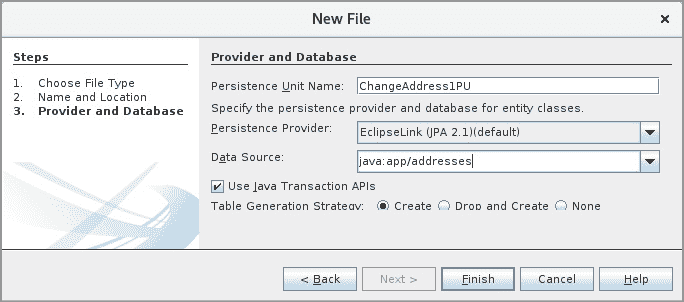 New File
Steps
1. Choose File Type
2. Name and Location
3. Provider and Database
Provider and Database
Persistence Unit Name: ChangeAddress1PU
Specify the persistence provider and database for entity classes.
Persistence Provider: EclipseLink (JPA 2.1)(default)
Data Source: java:app/addresses
Use Java Transaction APIs
Table Generation Strategy: Create Drop and Create None
< Back Next > Finish Cancel Help